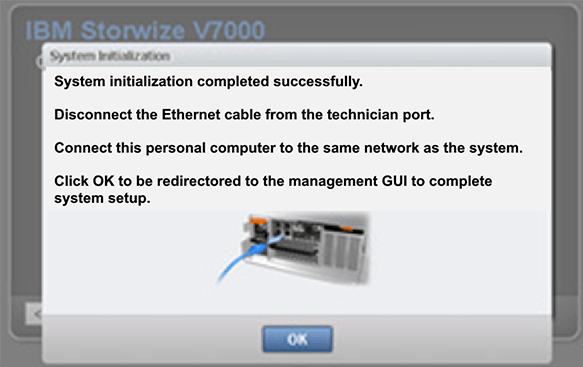 IBM Storwize V7000
System Initialization
System initialization completed successfully.
Disconnect the Ethernet cable from the technician port.
Connect this personal computer to the same network as the system.
Click OK to be redirectored to the management GUI to complete
system setup.
<
OK